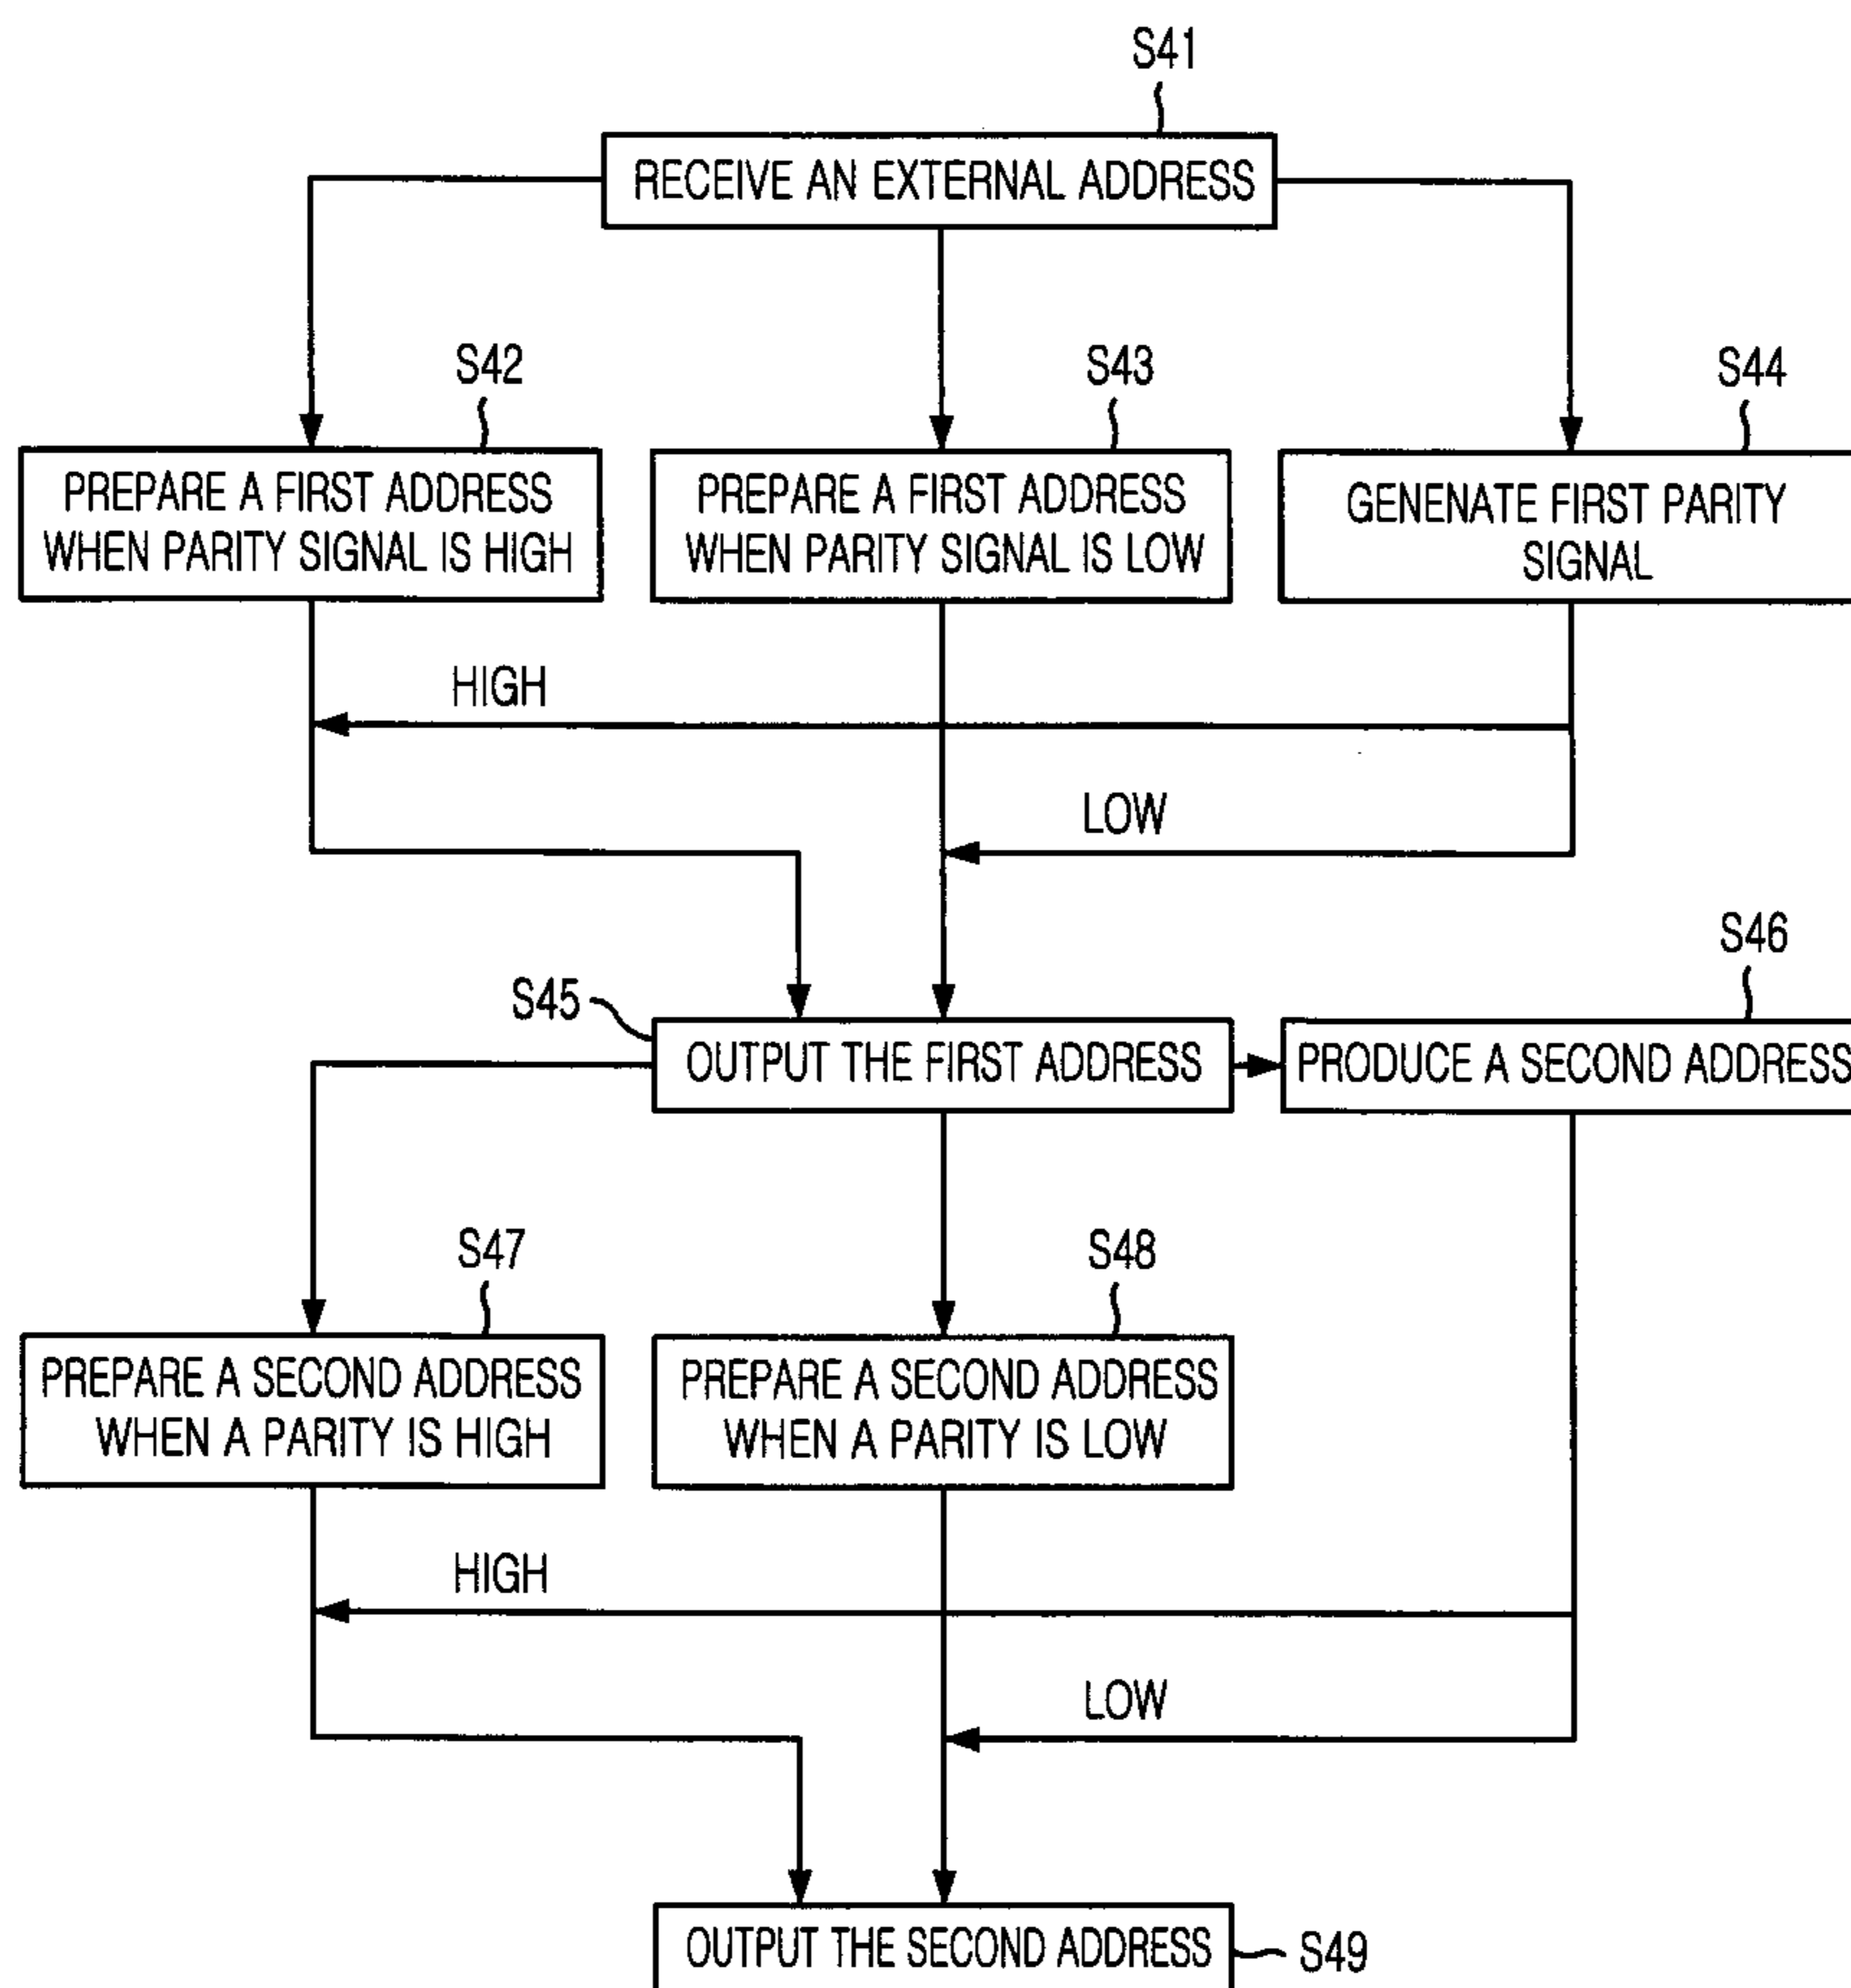 S41
RECEIVE AN EXTERNAL ADDRESS
S42
S43
S44
PREPARE A FIRST ADDRESS
WHEN PARITY SIGNAL IS HIGH
PREPARE A FIRST ADDRESS
WHEN PARITY SIGNAL IS LOW
GENENATE FIRST PARITY
SIGNAL
HIGH
LOW
S45
OUTPUT THE FIRST ADDRESS
S46
PRODUCE A SECOND ADDRESS
S47
S48
PREPARE A SECOND ADDRESS
WHEN A PARITY IS HIGH
PREPARE A SECOND ADDRESS
WHEN A PARITY IS LOW
HIGH
LOW
OUTPUT THE SECOND ADDRESS
S49